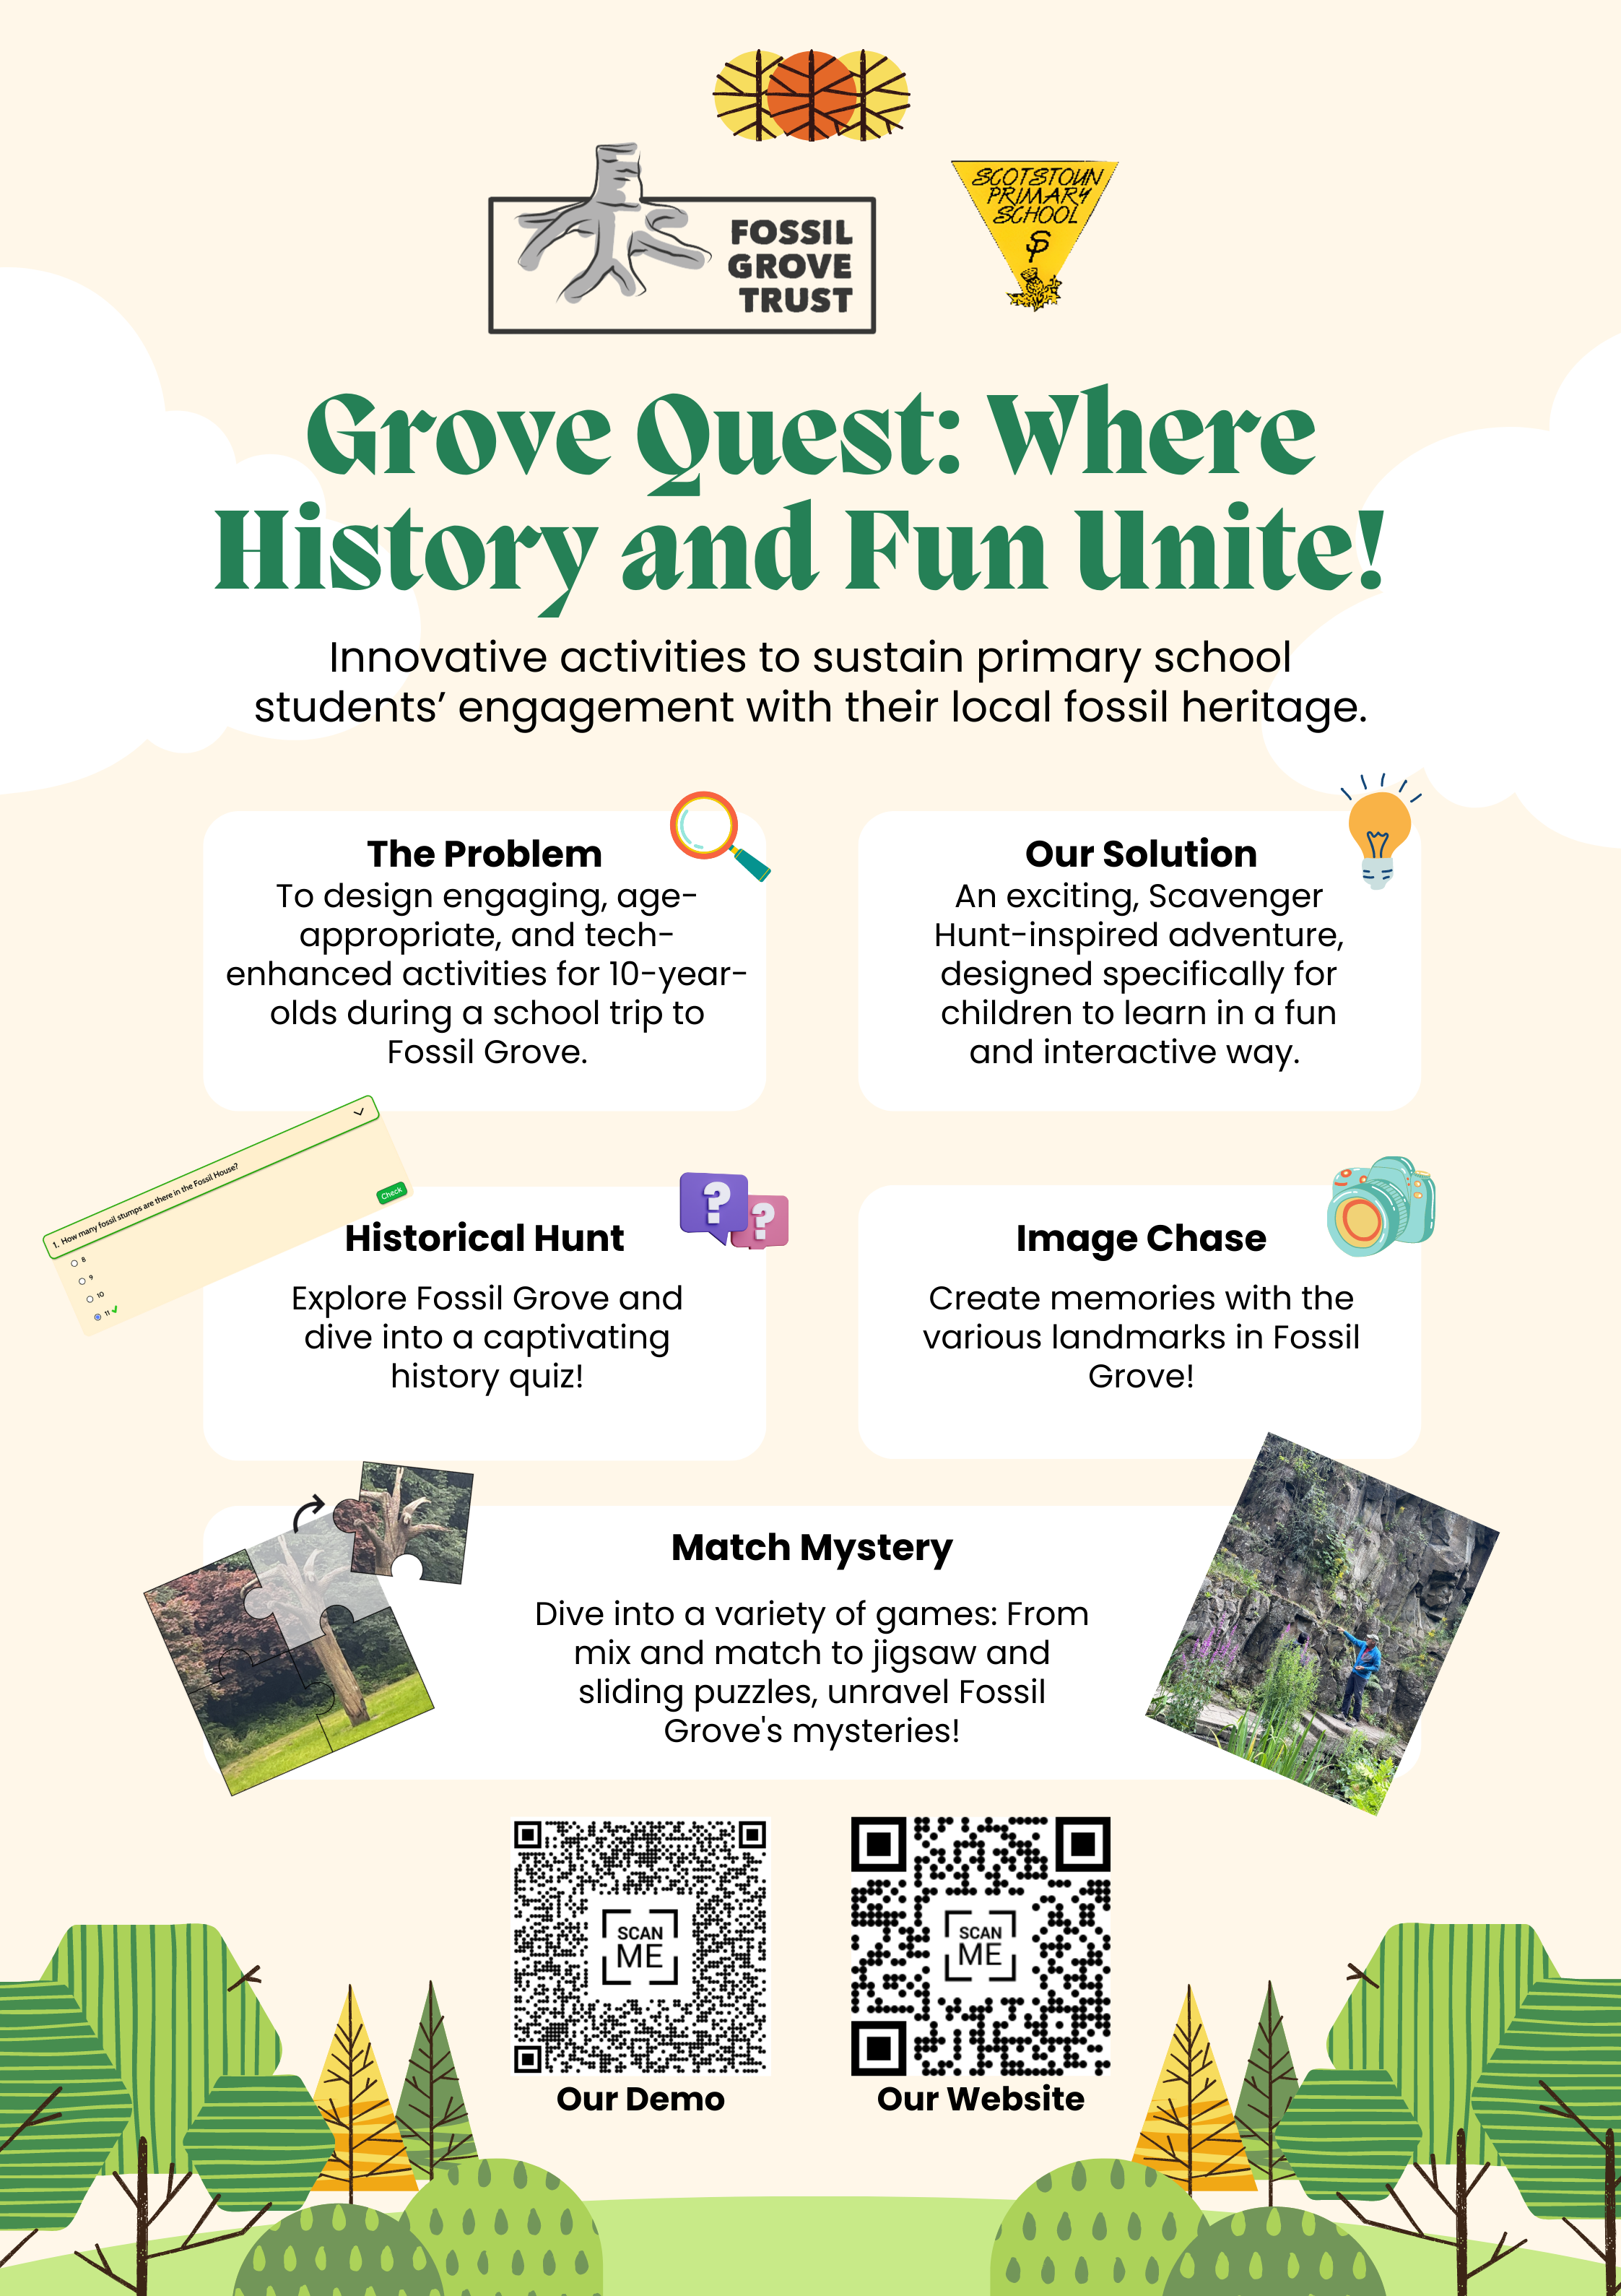 FOSSIL
GROVE
TRUST
SCOTSTOUN
PRIMARY
SCHOOL
SP
Grove Quest: Where
History and Fun Unite!
Innovative activities to sustain primary school
students’ engagement with their local fossil heritage.
The Problem
To design engaging, age-
appropriate, and tech-
enhanced activities for 10-year-
olds during a school trip to
Fossil Grove.
Our Solution
An exciting, Scavenger
Hunt-inspired adventure,
designed specifically for
children to learn in a fun
and interactive way.
1. How many fossil stumps are there in the Fossil House?
8
9
10
11
Check
Historical Hunt
Explore Fossil Grove and
dive into a captivating
history quiz!
? ?
Image Chase
Create memories with the
various landmarks in Fossil
Grove!
Match Mystery
Dive into a variety of games: From
mix and match to jigsaw and
sliding puzzles, unravel Fossil
Grove's mysteries!
SCAN
ME
Our Demo
SCAN
ME
Our Website